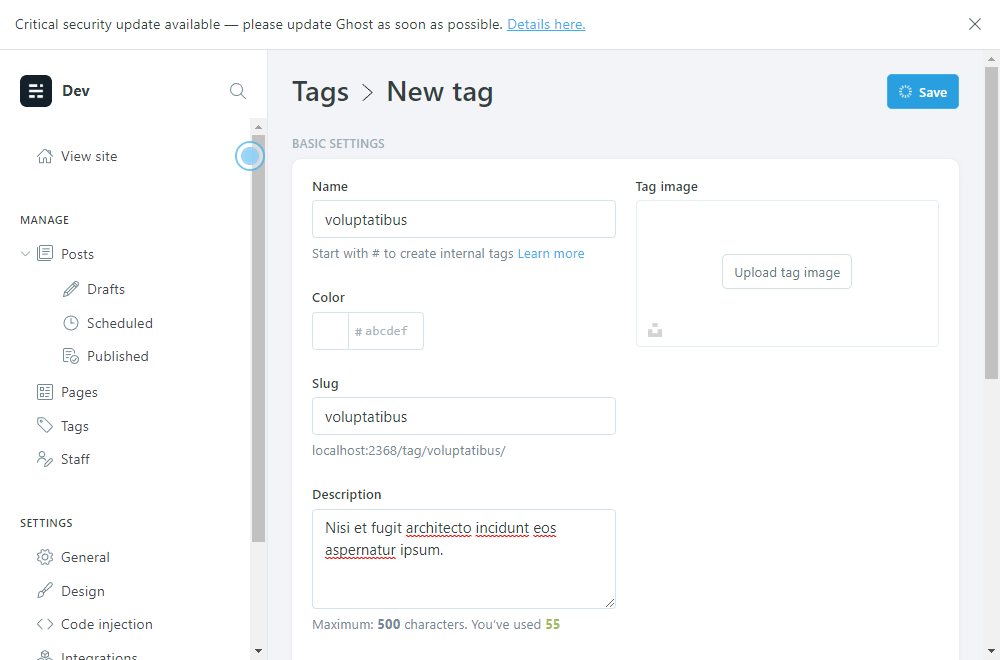 Critical security update available — please update Ghost as soon as possible. Details here.
Dev
View site
MANAGE
Posts
Drafts
Scheduled
Published
Pages
Tags
Staff
SETTINGS
General
Design
Code injection
Integrations
Tags > New tag
Save
BASIC SETTINGS
Name
voluptatibus
Start with # to create internal tags Learn more
Color
# abcdef
Slug
voluptatibus
localhost:2368/tag/voluptatibus/
Description
Nisi et fugit architecto incidunt eos
aspernatur ipsum.
Maximum: 500 characters. You've used 55
Tag image
Upload tag image